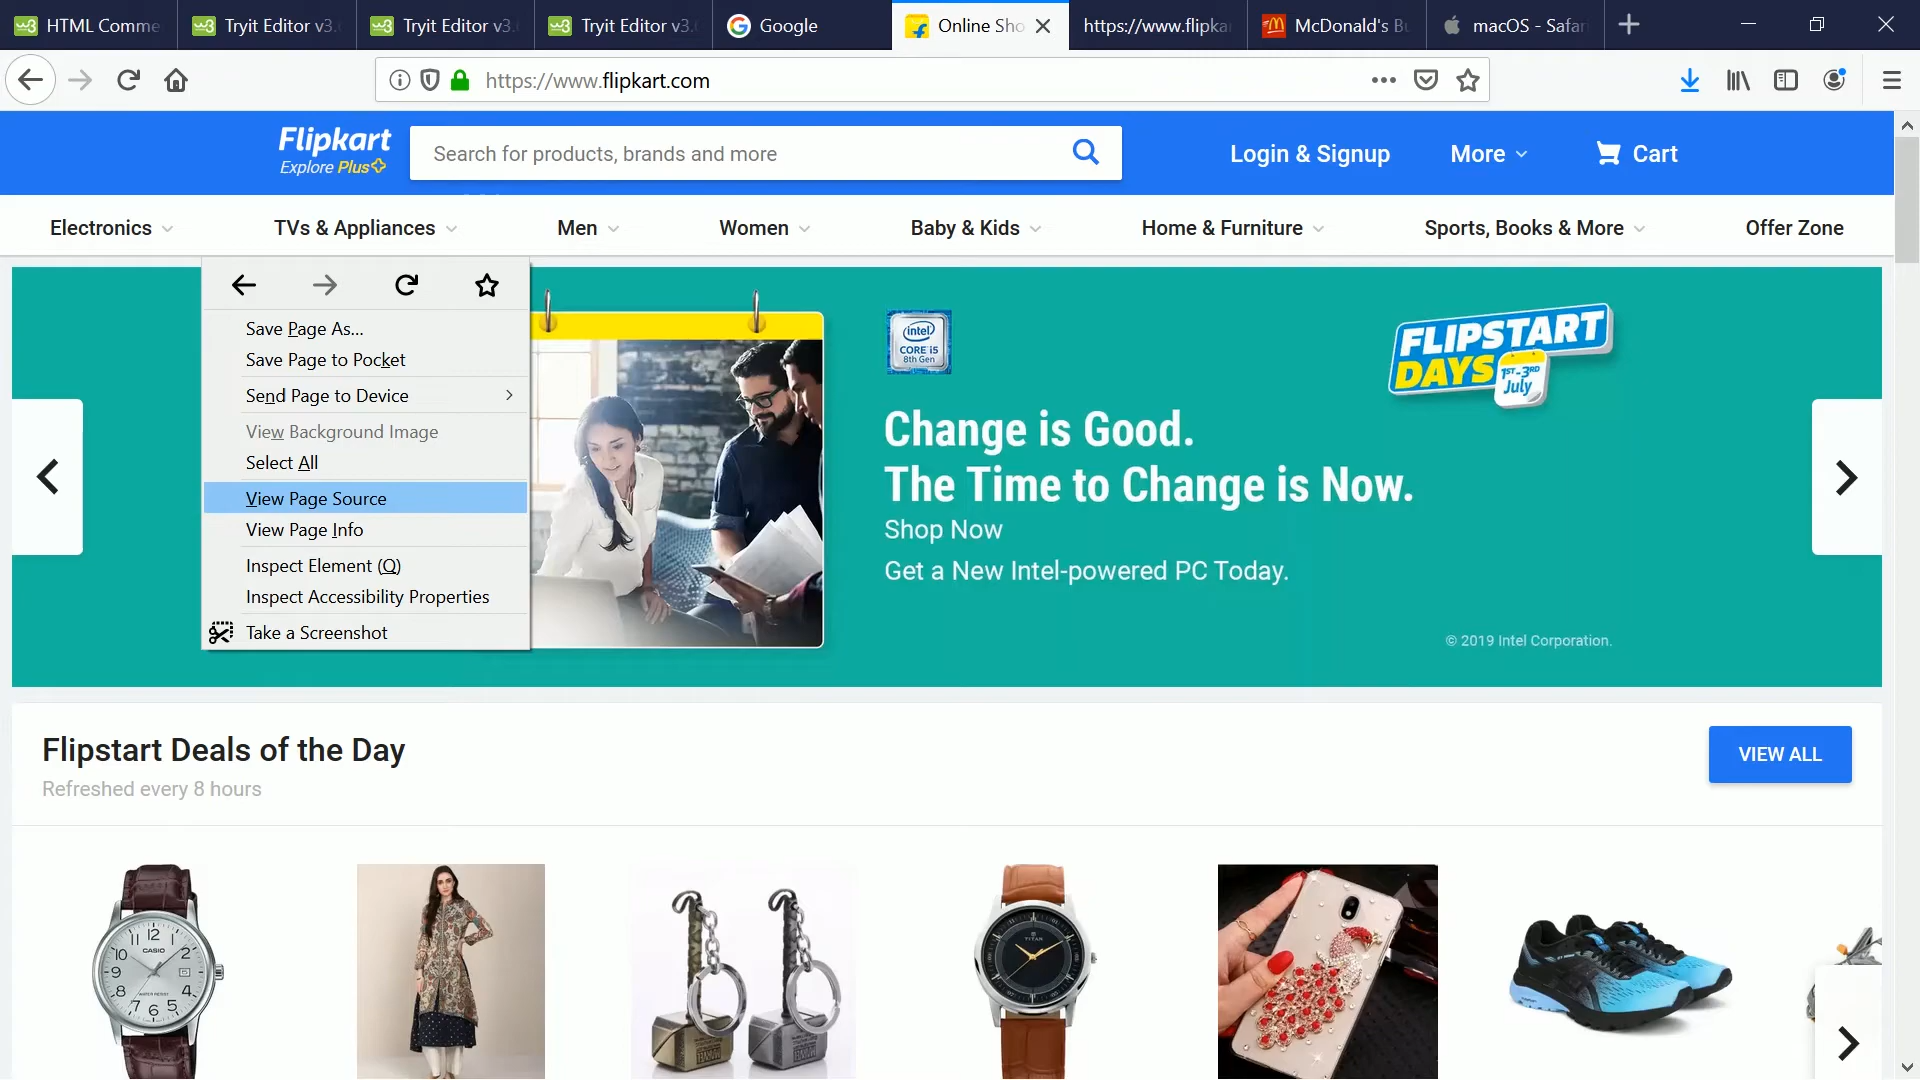 HTML Comme
Tryit Editor v3.
Tryit Editor v3.
Tryit Editor v3.
Google
Online Sho
https://www.flipka
McDonald's B
macOS - Safa
https://www.flipkart.com
Flipkart
Explore Plus
Search for products, brands and more
Login & Signup
More
Cart
Electronics
TVs & Appliances
Men
Women
Baby & Kids
Home & Furniture
Sports, Books & More
Offer Zone
Save Page As...
Save Page to Pocket
Send Page to Device
View Background Image
Select All
View Page Source
View Page Info
Inspect Element (Q)
Inspect Accessibility Properties
Take a Screenshot
intel
CORE i5
8th Gen
FLIPSTART
DAYS
1ST-3RD
July
Change is Good.
The Time to Change is Now.
Shop Now
Get a New Intel-powered PC Today.
© 2019 Intel Corporation.
Flipstart Deals of the Day
Refreshed every 8 hours
VIEW ALL
CASIO
TITAN